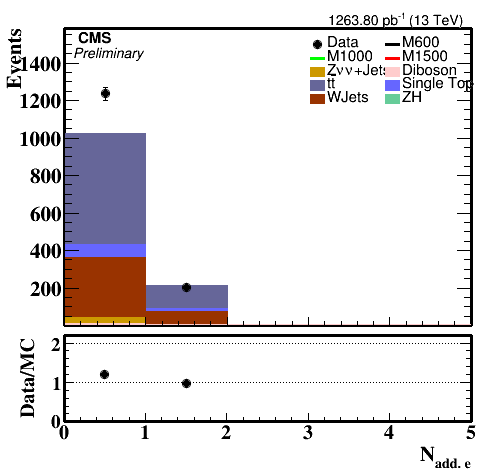 1263.80 pb⁻¹ (13 TeV)
CMS
Preliminary
Data
M600
M1000
M1500
Zνν+Jets
Diboson
tt
Single Top
WJets
ZH
Events
1400
1200
1000
800
600
400
200
Data/MC
2
1
0
0 1 2 3 4 5
N_add. e